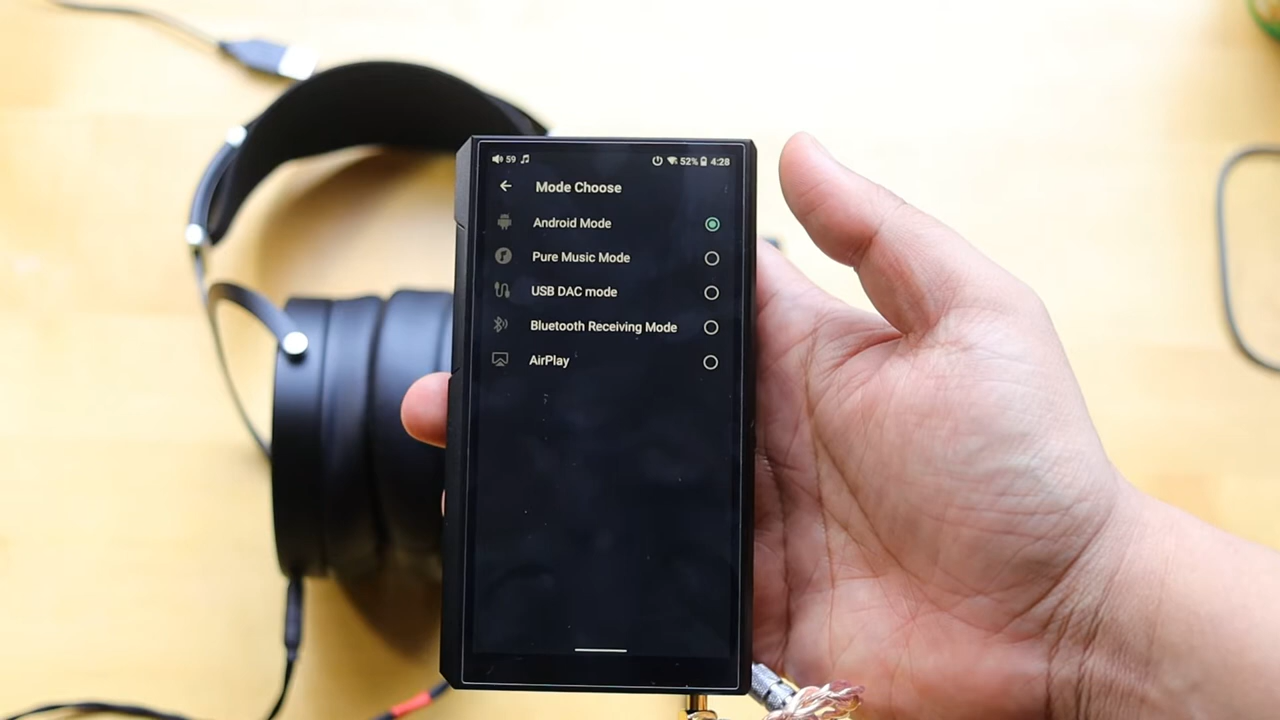 59 52% 4:28
Mode Choose
Android Mode
Pure Music Mode
USB DAC mode
Bluetooth Receiving Mode
AirPlay